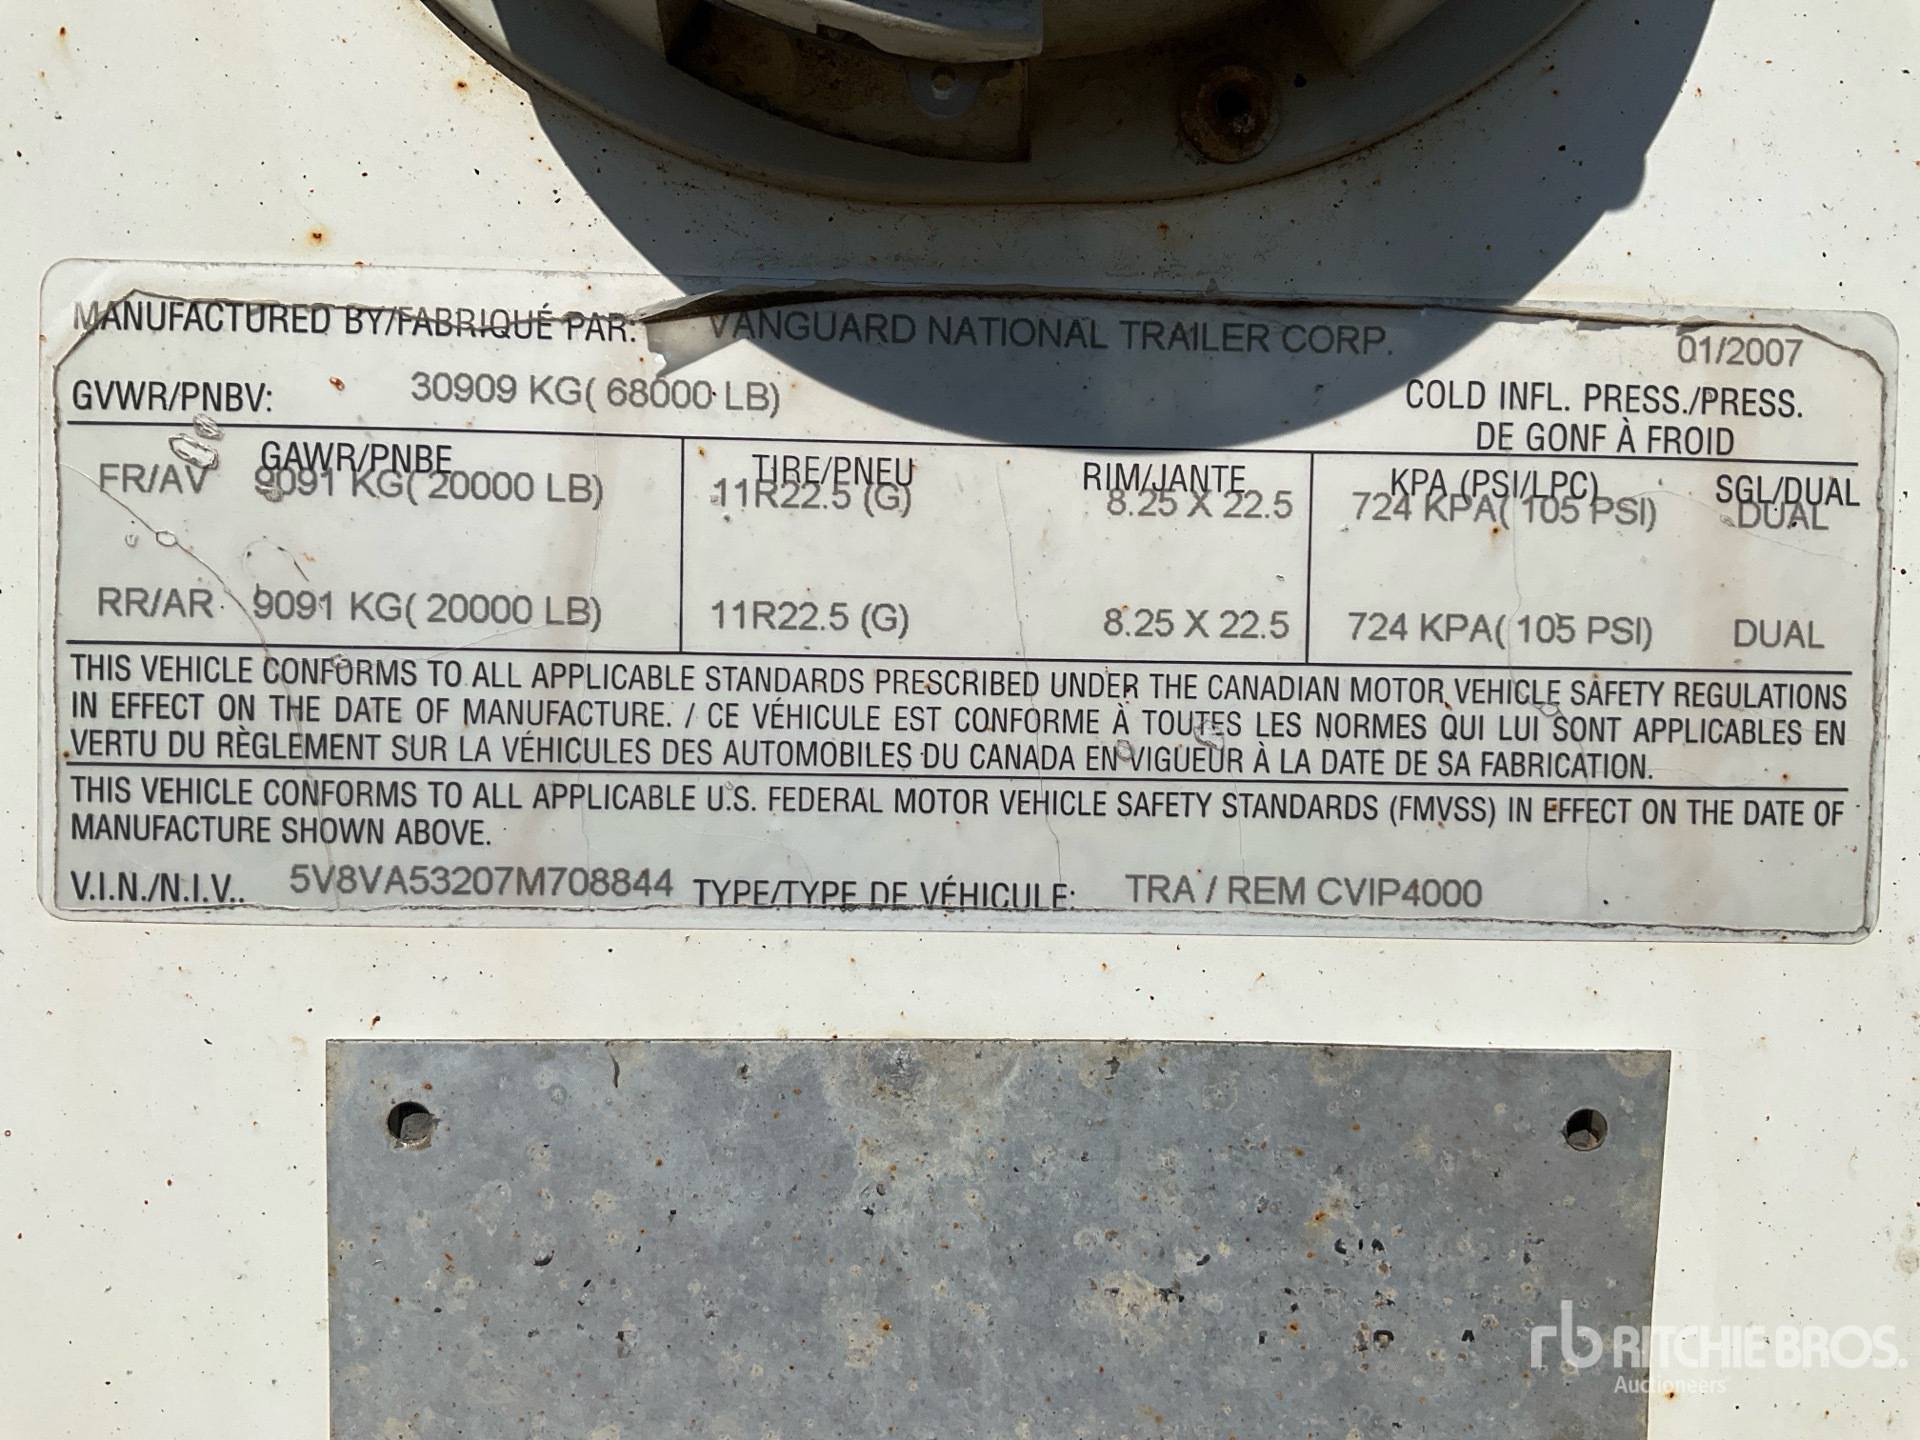 MANUFACTURED BY/FABRIQUÉ PAR: VANGUARD NATIONAL TRAILER CORP. 01/2007
GVWR/PNBV: 30909 KG( 68000 LB)
COLD INFL. PRESS./PRESS.
DE GONF À FROID
GAWR/PNBE TIRE/PNEU RIM/JANTE KPA (PSI/LPC) SGL/DUAL
FR/AV 9091 KG( 20000 LB) 11R22.5 (G) 8.25 X 22.5 724 KPA( 105 PSI) DUAL
RR/AR 9091 KG( 20000 LB) 11R22.5 (G) 8.25 X 22.5 724 KPA( 105 PSI) DUAL
THIS VEHICLE CONFORMS TO ALL APPLICABLE STANDARDS PRESCRIBED UNDER THE CANADIAN MOTOR VEHICLE SAFETY REGULATIONS
IN EFFECT ON THE DATE OF MANUFACTURE. / CE VÉHICULE EST CONFORME À TOUTES LES NORMES QUI LUI SONT APPLICABLES EN
VERTU DU RÈGLEMENT SUR LA VÉHICULES DES AUTOMOBILES DU CANADA EN VIGUEUR À LA DATE DE SA FABRICATION.
THIS VEHICLE CONFORMS TO ALL APPLICABLE U.S. FEDERAL MOTOR VEHICLE SAFETY STANDARDS (FMVSS) IN EFFECT ON THE DATE OF
MANUFACTURE SHOWN ABOVE.
V.I.N./N.I.V.. 5V8VA53207M708844 TYPE/TYPE DE VÉHICULE: TRA / REM CVIP4000
rb RITCHIE BROS.
Auctioneers